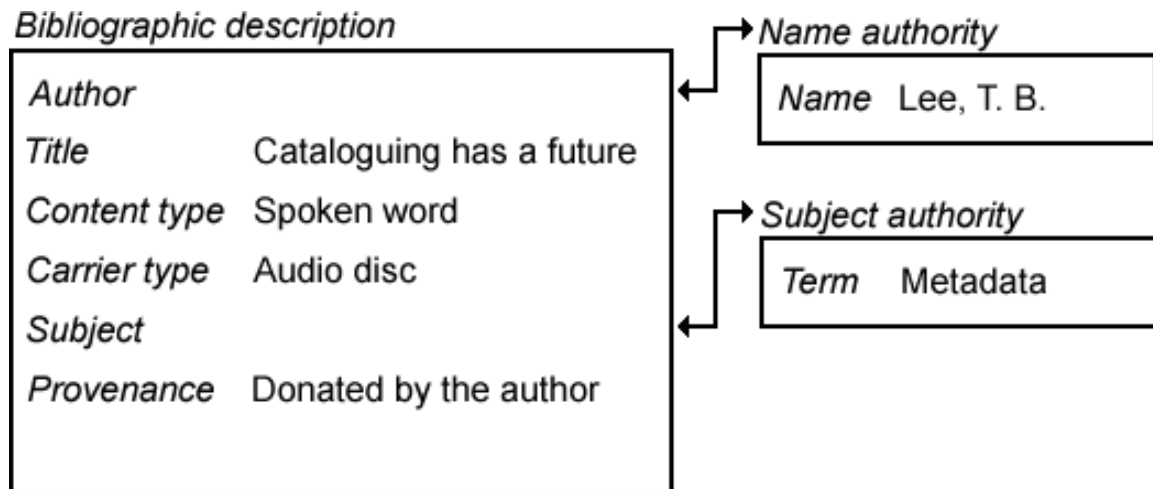 Bibliographic description
Author
Title Cataloguing has a future
Content type Spoken word
Carrier type Audio disc
Subject
Provenance Donated by the author
Name authority
Name Lee, T. B.
Subject authority
Term Metadata